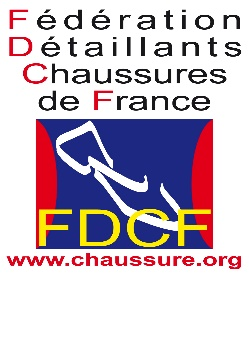 Fédération
Détaillants
Chaussures
de France
FDCF
www.chaussure.org